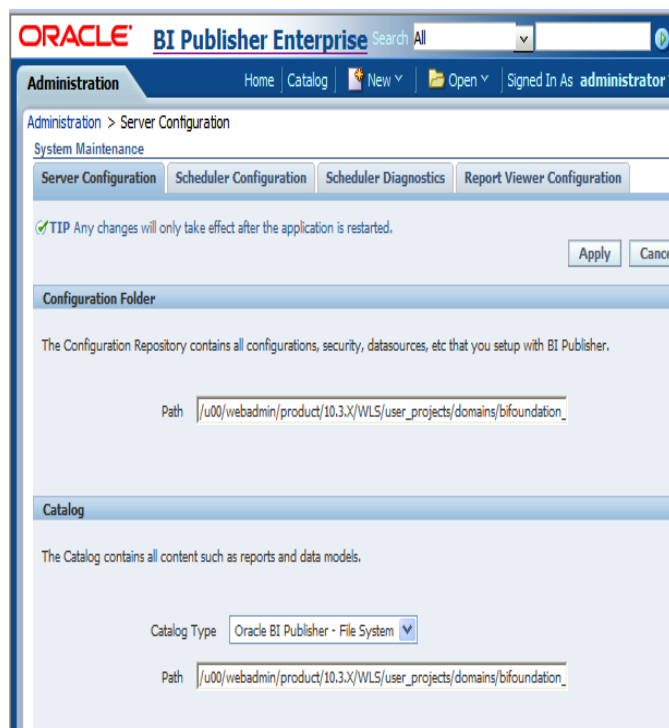 ORACLE BI Publisher Enterprise Search All
Administration Home Catalog New Open Signed In As administrator
Administration > Server Configuration
System Maintenance
Server Configuration Scheduler Configuration Scheduler Diagnostics Report Viewer Configuration
TIP Any changes will only take effect after the application is restarted.
Apply
Configuration Folder
The Configuration Repository contains all configurations, security, datasources, etc that you setup with BI Publisher.
Path /u00/webadmin/product/10.3.X/WLS/user_projects/domains/bifoundation_
Catalog
The Catalog contains all content such as reports and data models.
Catalog Type Oracle BI Publisher - File System
Path /u00/webadmin/product/10.3.X/WLS/user_projects/domains/bifoundation_